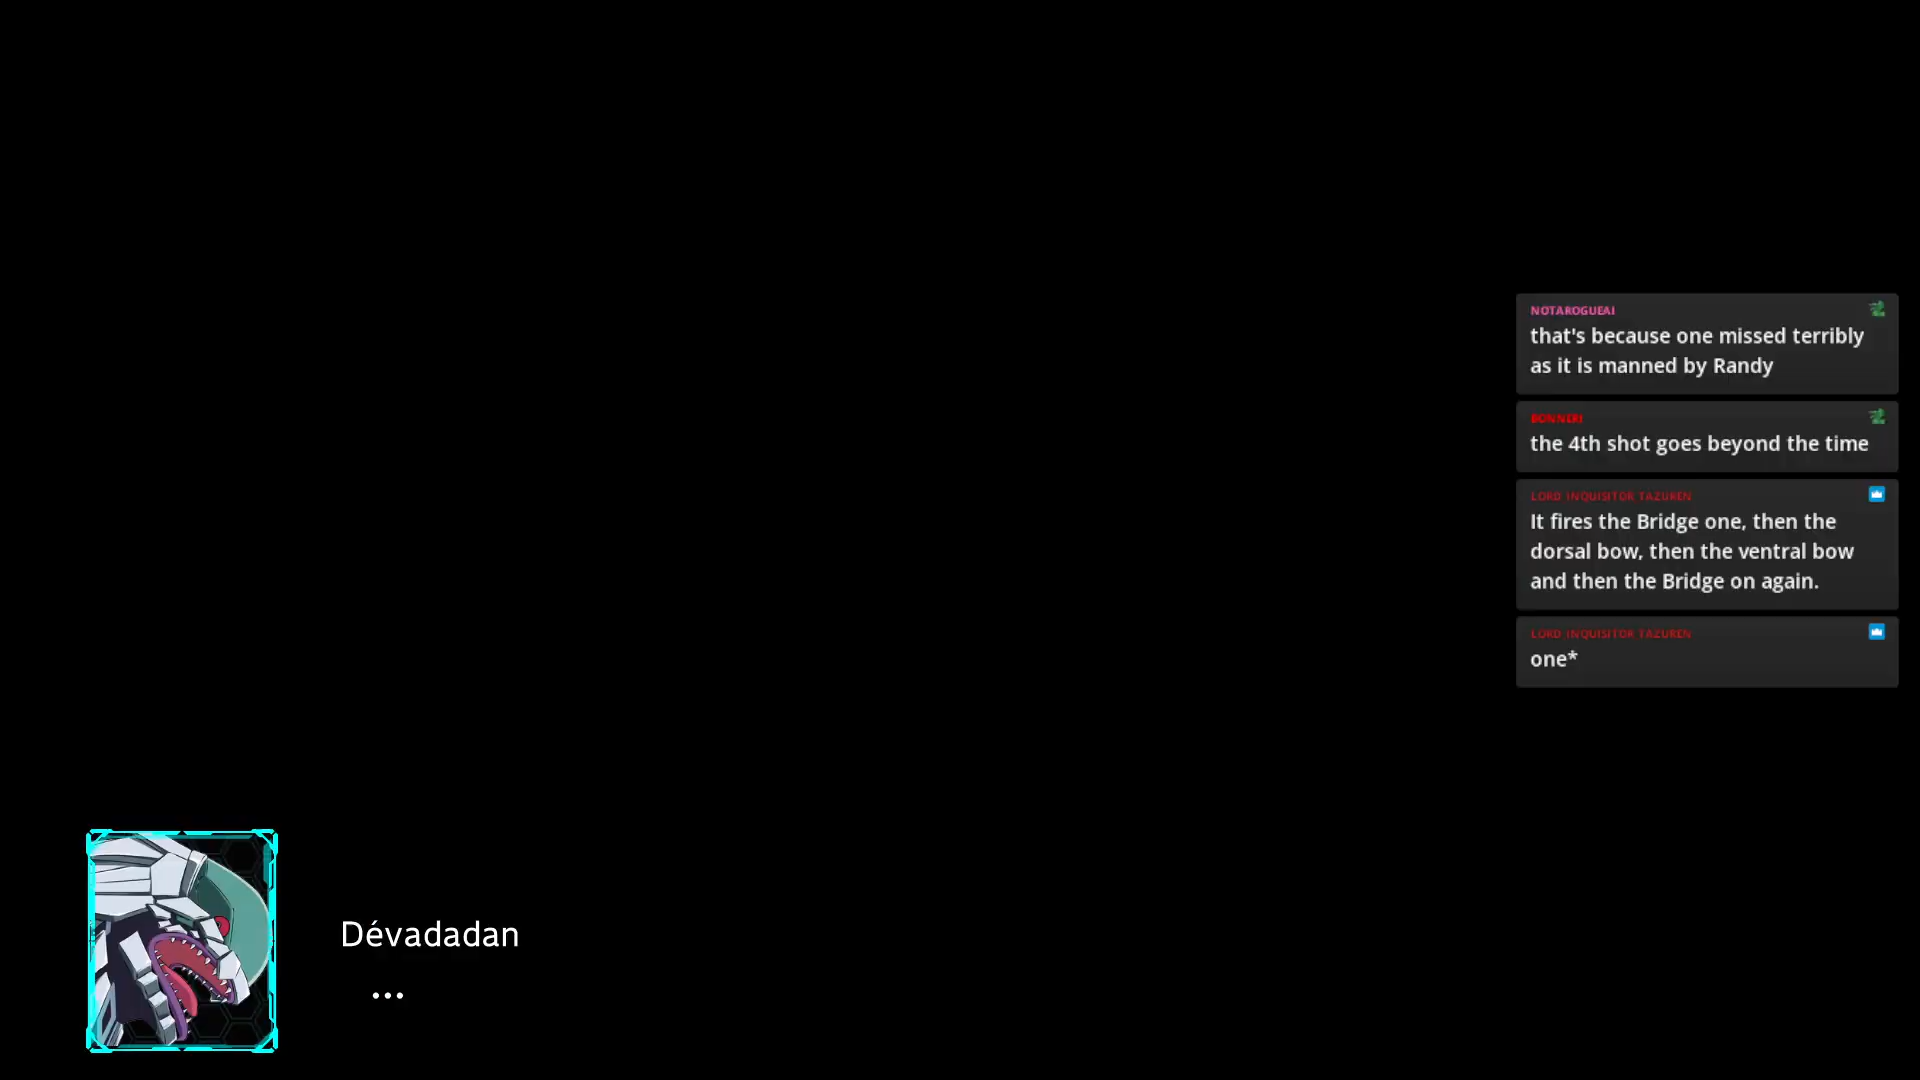 NOTAROGUEAI
that's because one missed terribly
as it is manned by Randy
BONNERI
the 4th shot goes beyond the time
LORD INQUISITOR TAZUREN
It fires the Bridge one, then the
dorsal bow, then the ventral bow
and then the Bridge on again.
LORD INQUISITOR TAZUREN
one*
Dévadadan
...